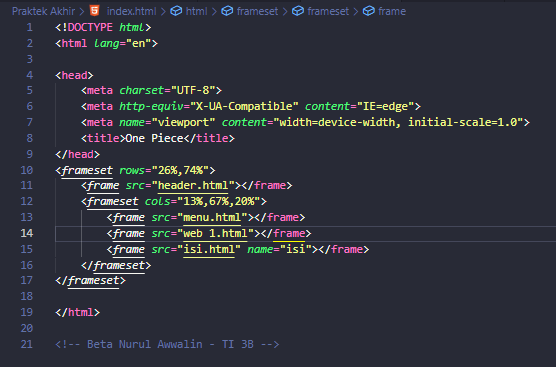 Praktek Akhir > index.html > html > frameset > frameset > frame
1 <!DOCTYPE html>
2 <html lang="en">
3
4 <head>
5 <meta charset="UTF-8">
6 <meta http-equiv="X-UA-Compatible" content="IE=edge">
7 <meta name="viewport" content="width=device-width, initial-scale=1.0">
8 <title>One Piece</title>
9 </head>
10 <frameset rows="26%,74%">
11 <frame src="header.html"></frame>
12 <frameset cols="13%,67%,20%">
13 <frame src="menu.html"></frame>
14 <frame src="web 1.html"></frame>
15 <frame src="isi.html" name="isi"></frame>
16 </frameset>
17 </frameset>
18
19 </html>
20
21 <!-- Beta Nurul Awwalin - TI 3B -->